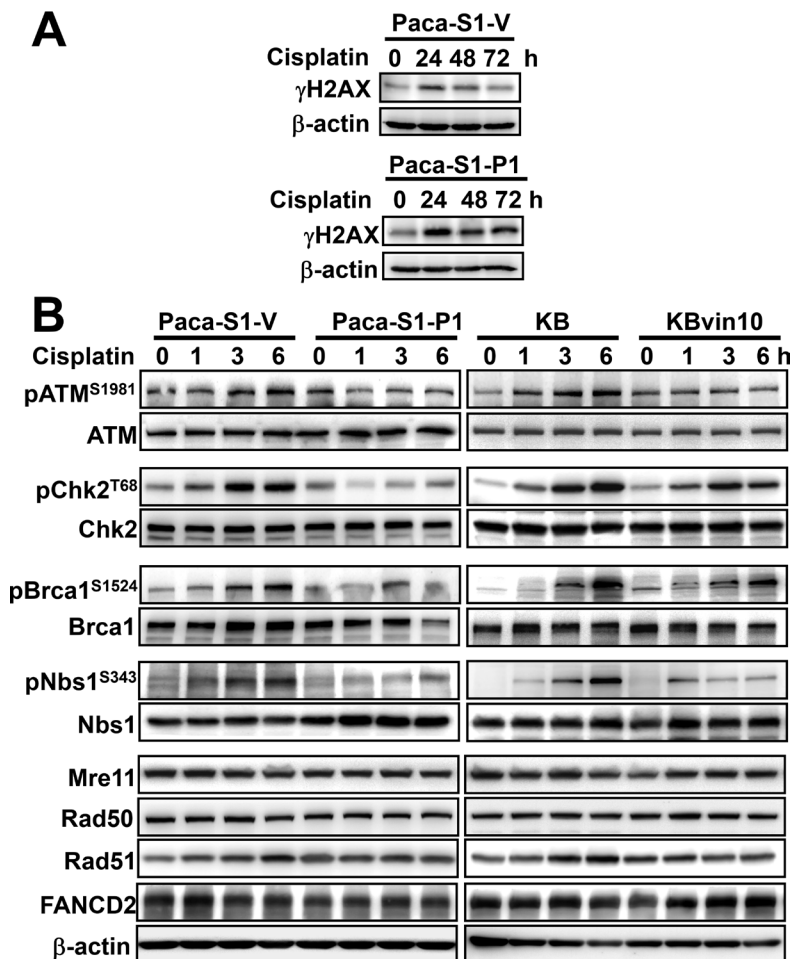 A
Paca-S1-V
Cisplatin 0 24 48 72 h
γH2AX
β-actin
Paca-S1-P1
Cisplatin 0 24 48 72 h
γH2AX
β-actin
B
Paca-S1-V Paca-S1-P1 KB KBvin10
Cisplatin 0 1 3 6 0 1 3 6 0 1 3 6 0 1 3 6 h
pATMS1981
ATM
pChk2T68
Chk2
pBrca1S1524
Brca1
pNbs1S343
Nbs1
Mre11
Rad50
Rad51
FANCD2
β-actin